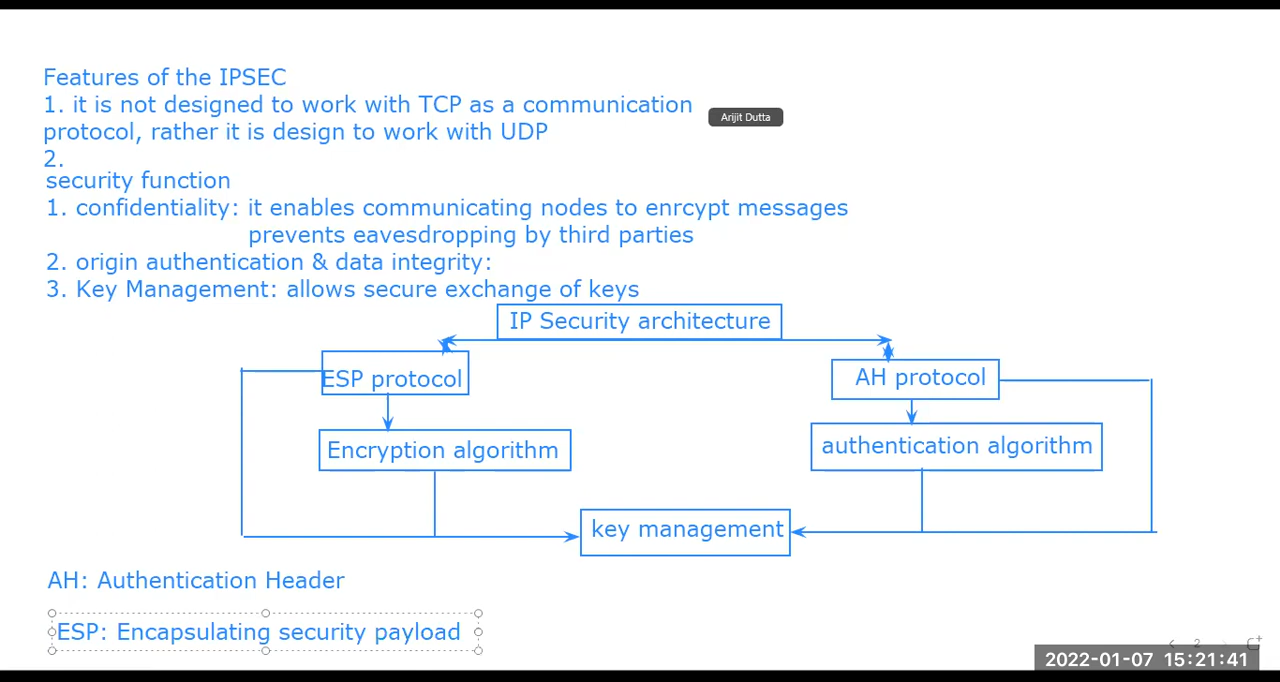 Features of the IPSEC
1. it is not designed to work with TCP as a communication
protocol, rather it is design to work with UDP
Arijit Dutta
2.
security function
1. confidentiality: it enables communicating nodes to enrcypt messages
prevents eavesdropping by third parties
2. origin authentication & data integrity:
3. Key Management: allows secure exchange of keys
IP Security architecture
ESP protocol
AH protocol
Encryption algorithm
authentication algorithm
key management
AH: Authentication Header
ESP: Encapsulating security payload
2
2022-01-07 15:21:41